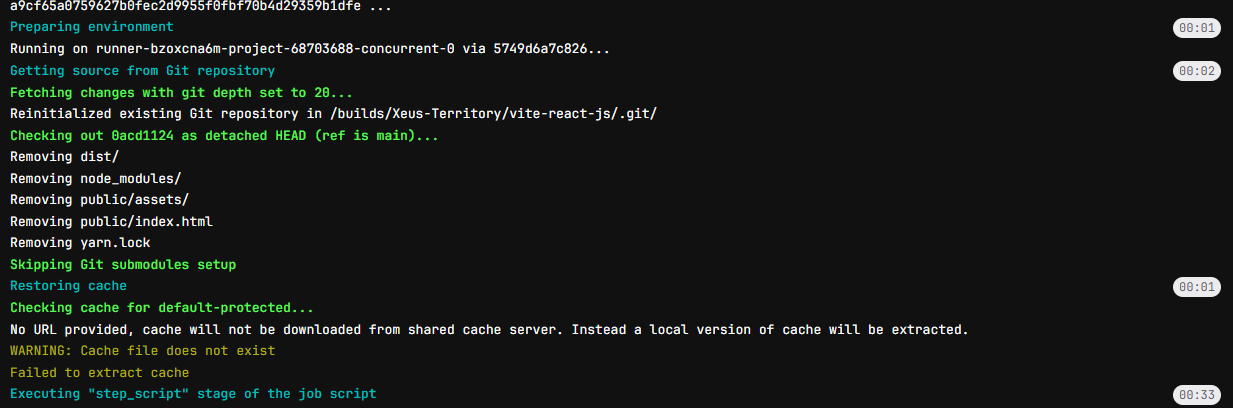 a9cf65a0759627b0fec2d9955f0fbf70b4d29359b1dfe ...
Preparing environment 00:01
Running on runner-bzoxcna6m-project-68703688-concurrent-0 via 5749d6a7c826...
Getting source from Git repository 00:02
Fetching changes with git depth set to 20...
Reinitialized existing Git repository in /builds/Xeus-Territory/vite-react-js/.git/
Checking out 0acd1124 as detached HEAD (ref is main)...
Removing dist/
Removing node_modules/
Removing public/assets/
Removing public/index.html
Removing yarn.lock
Skipping Git submodules setup
Restoring cache 00:01
Checking cache for default-protected...
No URL provided, cache will not be downloaded from shared cache server. Instead a local version of cache will be extracted.
WARNING: Cache file does not exist
Failed to extract cache
Executing "step_script" stage of the job script 00:33